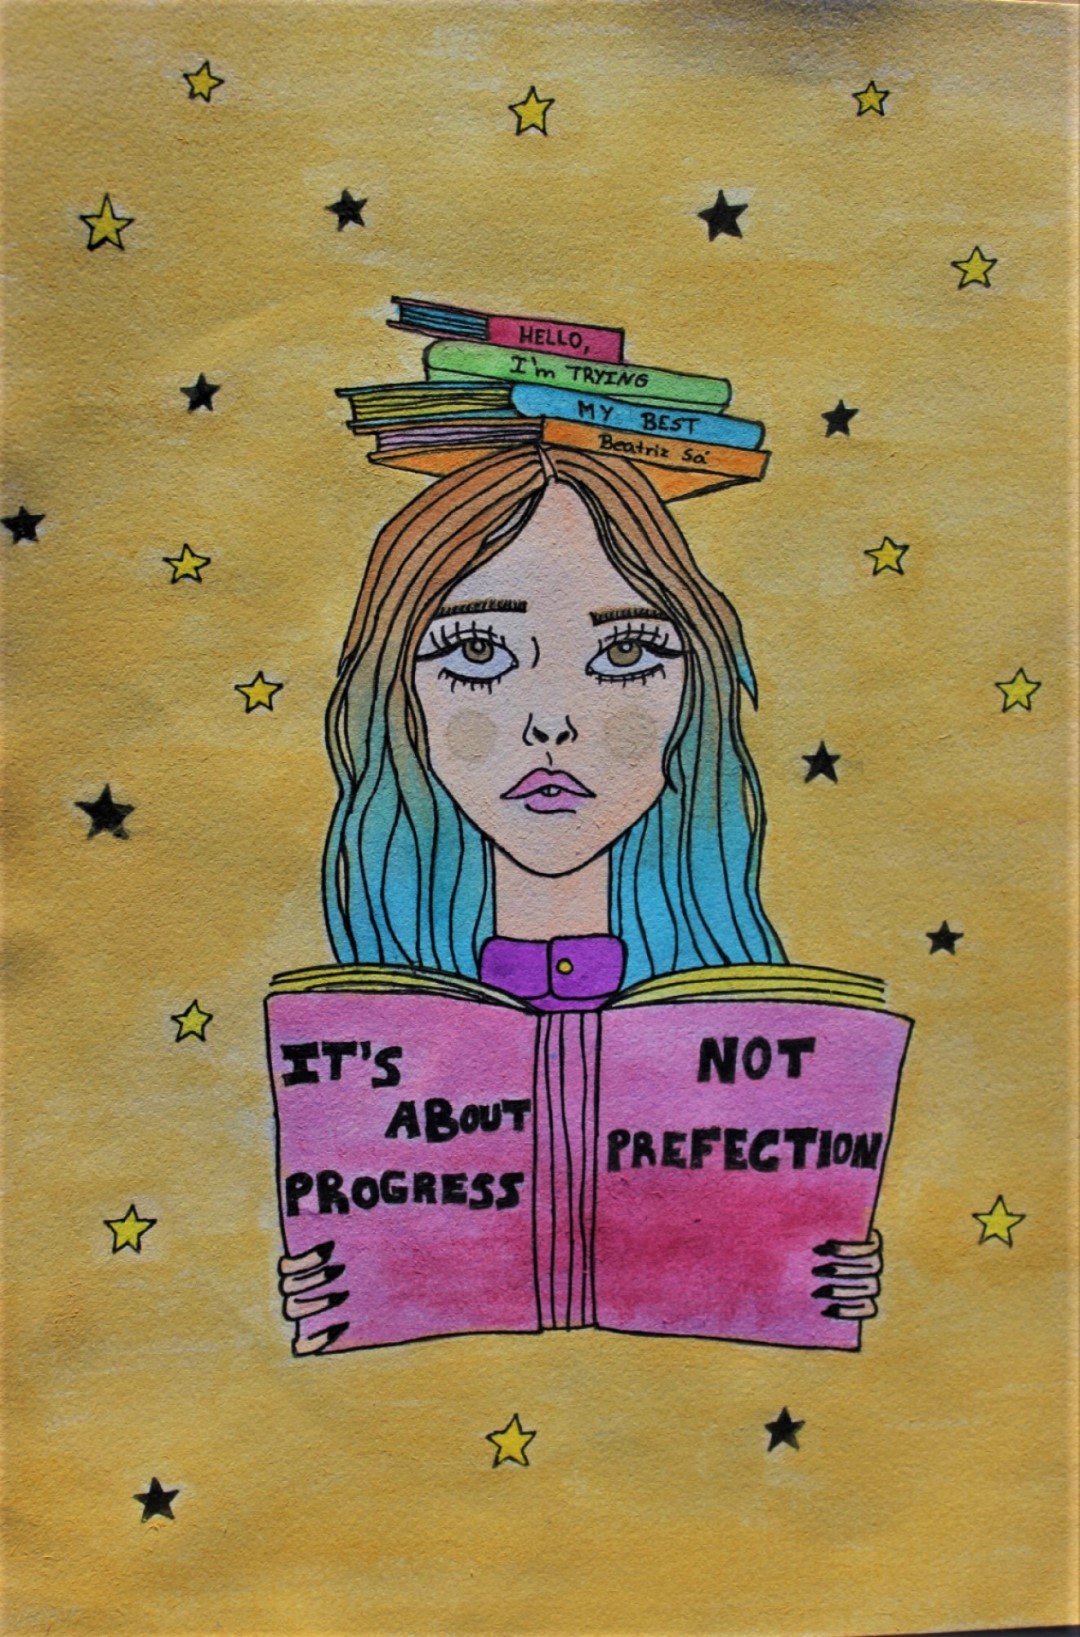 HELLO,
I'm TRYING
MY BEST
Beatriz Sá
IT'S
ABOUT
PROGRESS
NOT
PREFECTION